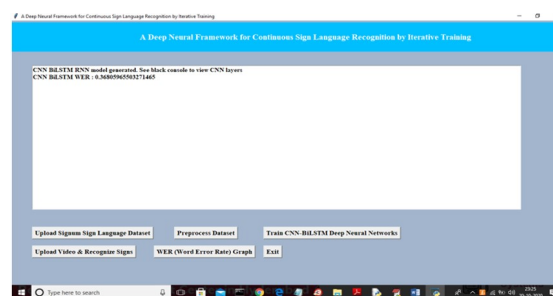 A Deep Neural Framework for Continuous Sign Language Recognition by Iterative Training
A Deep Neural Framework for Continuous Sign Language Recognition by Iterative Training
CNN BiLSTM RNN model generated. See black console to view CNN layers
CNN BiLSTM WER : 0.36805965503271465
Upload Signum Sign Language Dataset
Preprocess Dataset
Train CNN-BiLSTM Deep Neural Networks
Upload Video & Recognize Signs
WER (Word Error Rate) Graph
Exit
Type here to search